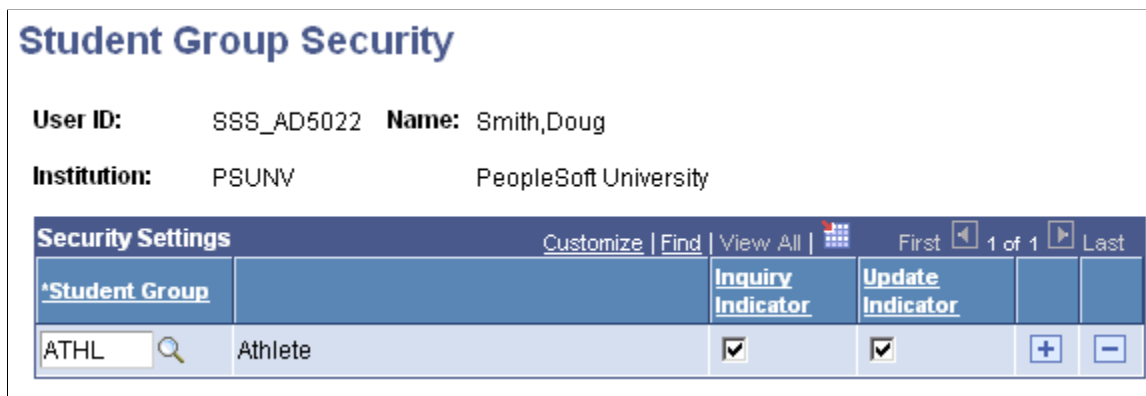 Student Group Security
User ID: SSS_AD5022 Name: Smith,Doug
Institution: PSUNV PeopleSoft University
Security Settings Customize | Find | View All | First 1 of 1 Last
*Student Group Inquiry Indicator Update Indicator
ATHL Athlete